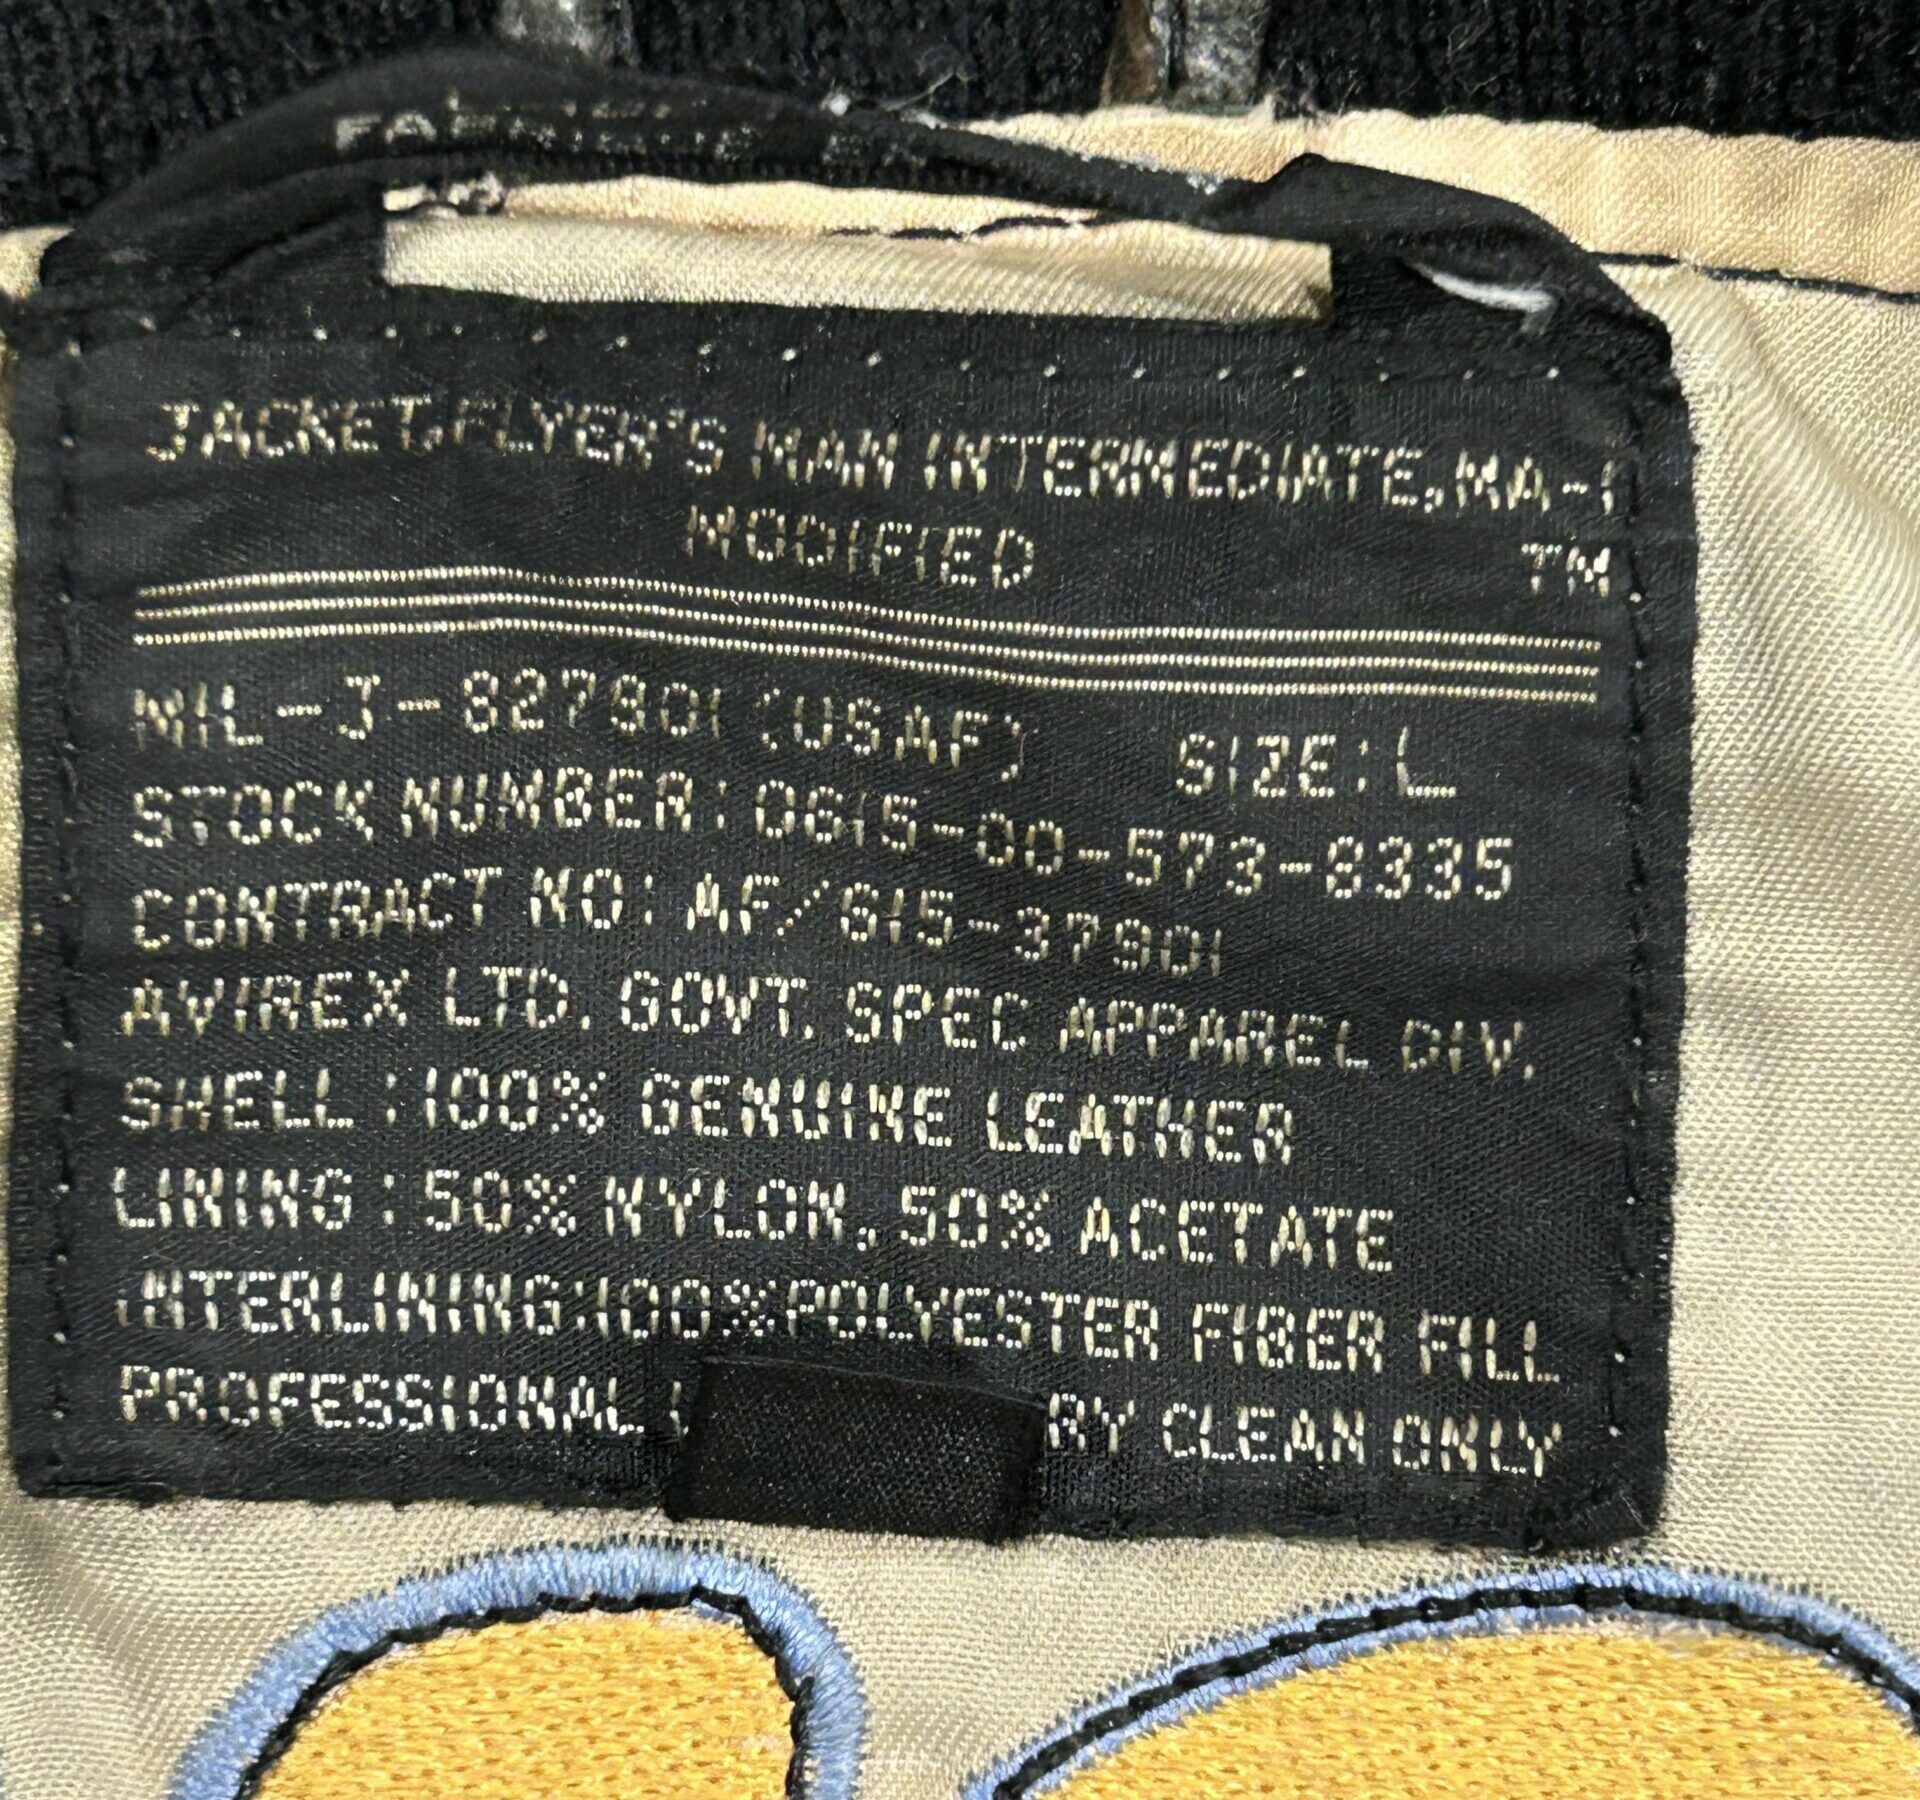 JACKET,FLYER'S MAN INTERMEDIATE,MA-1
MODIFIED TM
MIL-J-827901 (USAF) SIZE: L
STOCK NUMBER: 0615-00-573-8335
CONTRACT NO: AF/615-37901
AVIREX LTD. GOVT. SPEC APPAREL DIV.
SHELL : 100% GENUINE LEATHER
LINING : 50% NYLON, 50% ACETATE
INTERLINING:100%POLYESTER FIBER FILL
PROFESSIONAL RY CLEAN ONLY